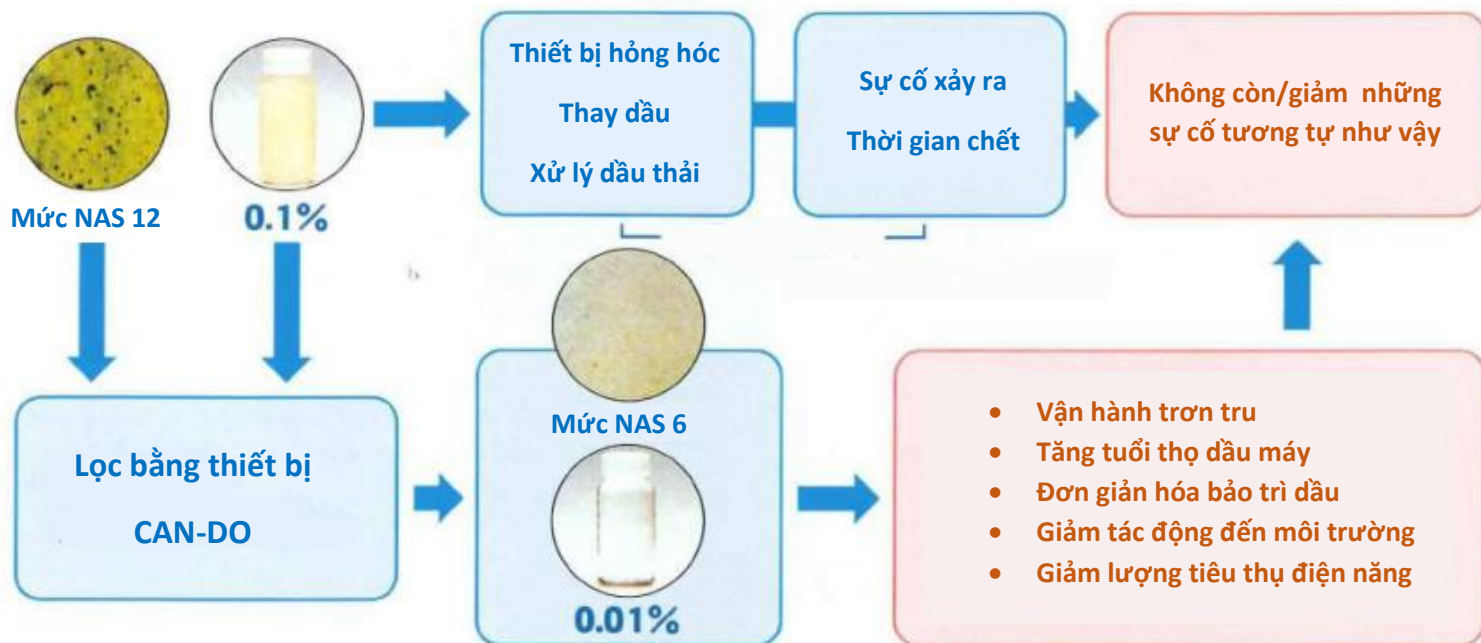 Mức NAS 12
0.1%
Thiết bị hỏng hóc
Thay dầu
Xử lý dầu thải
Sự cố xảy ra
Thời gian chết
Không còn/giảm những
sự cố tương tự như vậy
Lọc bằng thiết bị
CAN-DO
Mức NAS 6
0.01%
• Vận hành trơn tru
• Tăng tuổi thọ dầu máy
• Đơn giản hóa bảo trì dầu
• Giảm tác động đến môi trường
• Giảm lượng tiêu thụ điện năng